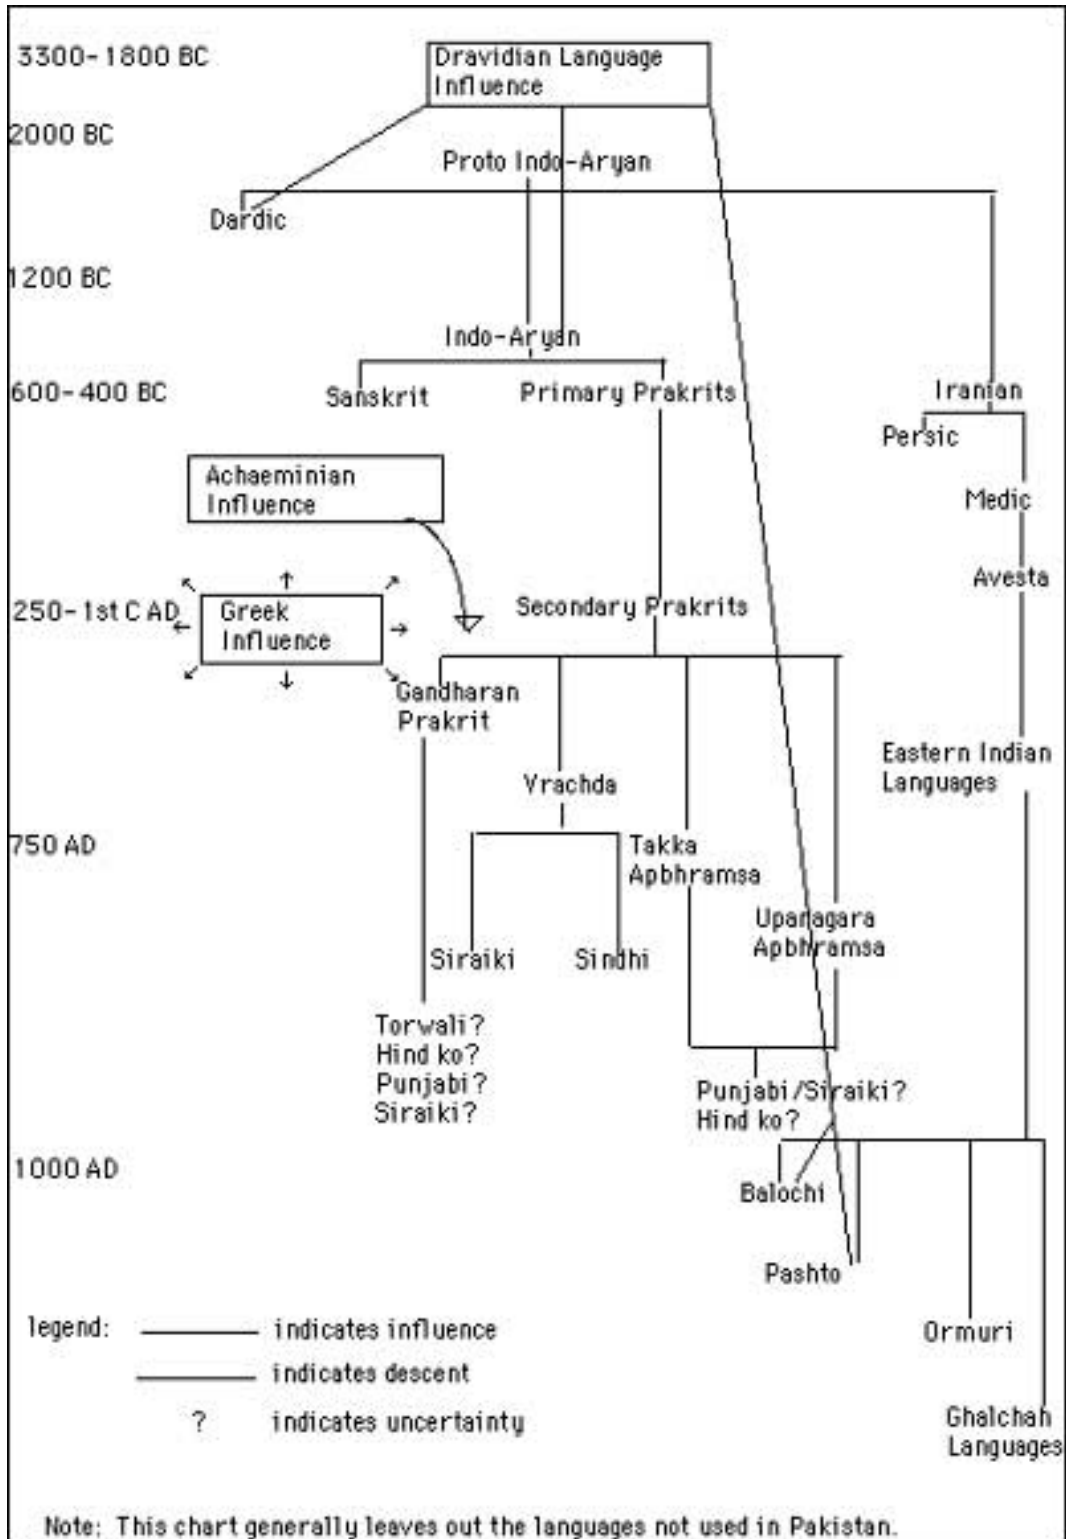 3300-1800 BC
Dravidian Language
Influence
2000 BC
Proto Indo-Aryan
Dardic
1200 BC
Indo-Aryan
600-400 BC
Sanskrit
Primary Prakrits
Iranian
Persic
Achaeminian
Influence
Medic
Avesta
250-1st C AD
Greek
Influence
Secondary Prakrits
Gandharan
Prakrit
Eastern Indian
Languages
Vrachda
750 AD
Takka
Apbhramsa
Upanagara
Apbhramsa
Siraiki
Sindhi
Torwali?
Hind ko?
Punjabi?
Siraiki?
Punjabi/Siraiki?
Hind ko?
1000 AD
Balochi
Pashto
Ormuri
Ghalchah
Languages
legend:
indicates influence
indicates descent
? indicates uncertainty
Note: This chart generally leaves out the languages not used in Pakistan.